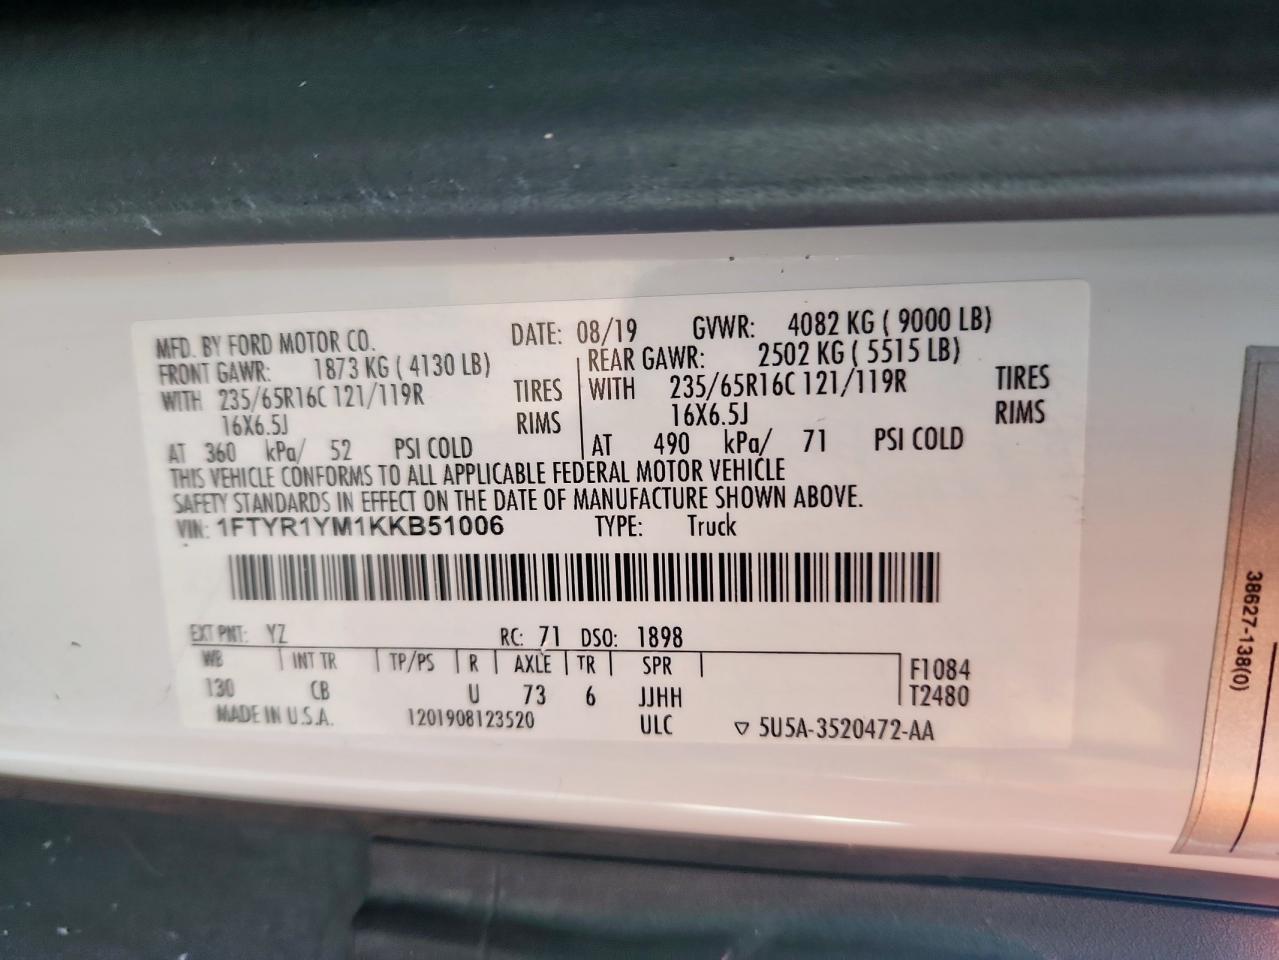 MFD. BY FORD MOTOR CO. DATE: 08/19 GVWR: 4082 KG ( 9000 LB)
FRONT GAWR: 1873 KG ( 4130 LB) REAR GAWR: 2502 KG ( 5515 LB)
WITH 235/65R16C 121/119R TIRES WITH 235/65R16C 121/119R TIRES
16X6.5J RIMS 16X6.5J RIMS
AT 360 kPa/ 52 PSI COLD AT 490 kPa/ 71 PSI COLD
THIS VEHICLE CONFORMS TO ALL APPLICABLE FEDERAL MOTOR VEHICLE
SAFETY STANDARDS IN EFFECT ON THE DATE OF MANUFACTURE SHOWN ABOVE.
VIN: 1FTYR1YM1KKB51006 TYPE: Truck
EXT PNT: YZ RC: 71 DSO: 1898
WB INT TR TP/PS R AXLE TR SPR F1084
130 CB U 73 6 JJHH T2480
MADE IN U.S.A. 1201908123520 ULC ▽ 5U5A-3520472-AA
38627-138(0)